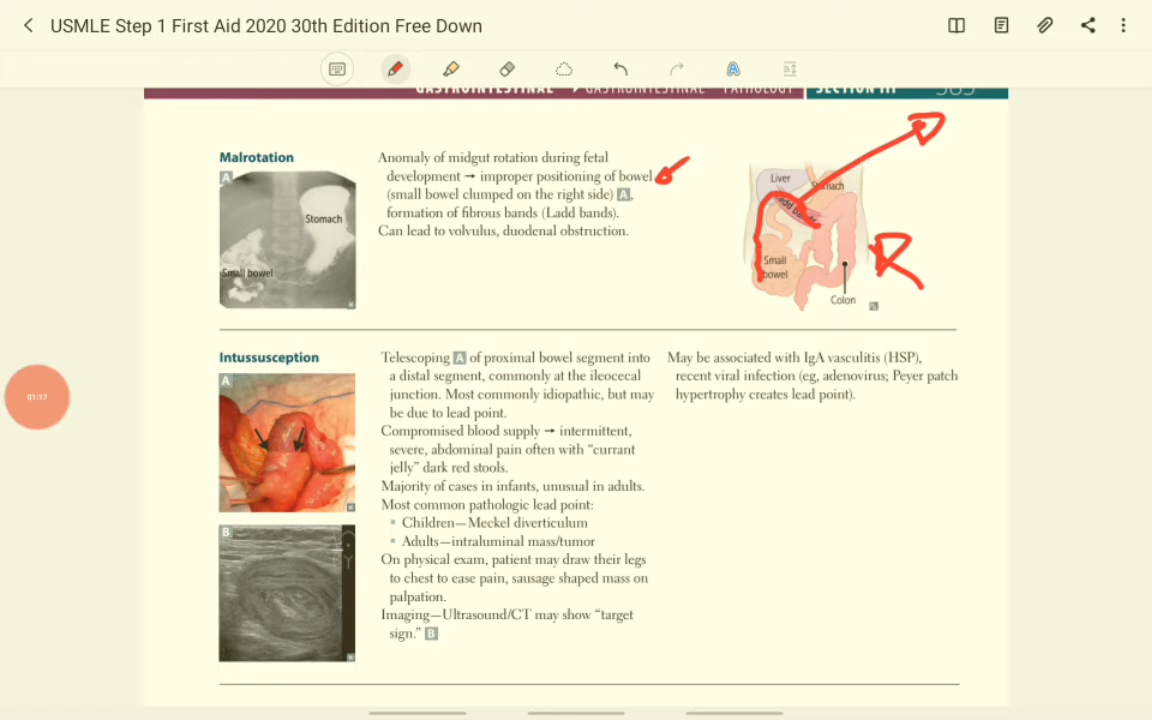 USMLE Step 1 First Aid 2020 30th Edition Free Down
GASTROINTESTINAL ▸ GASTROINTESTINAL PATHOLOGY SECTION III 385
Malrotation
A
Stomach
Small bowel
Anomaly of midgut rotation during fetal
development → improper positioning of bowel
(small bowel clumped on the right side) A,
formation of fibrous bands (Ladd bands).
Can lead to volvulus, duodenal obstruction.
Liver
Small
bowel
Colon
R
01:17
Intussusception
A
B
Telescoping A of proximal bowel segment into
a distal segment, commonly at the ileocecal
junction. Most commonly idiopathic, but may
be due to lead point.
Compromised blood supply → intermittent,
severe, abdominal pain often with “currant
jelly” dark red stools.
Majority of cases in infants, unusual in adults.
Most common pathologic lead point:
▪ Children—Meckel diverticulum
▪ Adults—intraluminal mass/tumor
On physical exam, patient may draw their legs
to chest to ease pain, sausage shaped mass on
palpation.
Imaging—Ultrasound/CT may show “target
sign.” B
May be associated with IgA vasculitis (HSP),
recent viral infection (eg, adenovirus; Peyer patch
hypertrophy creates lead point).